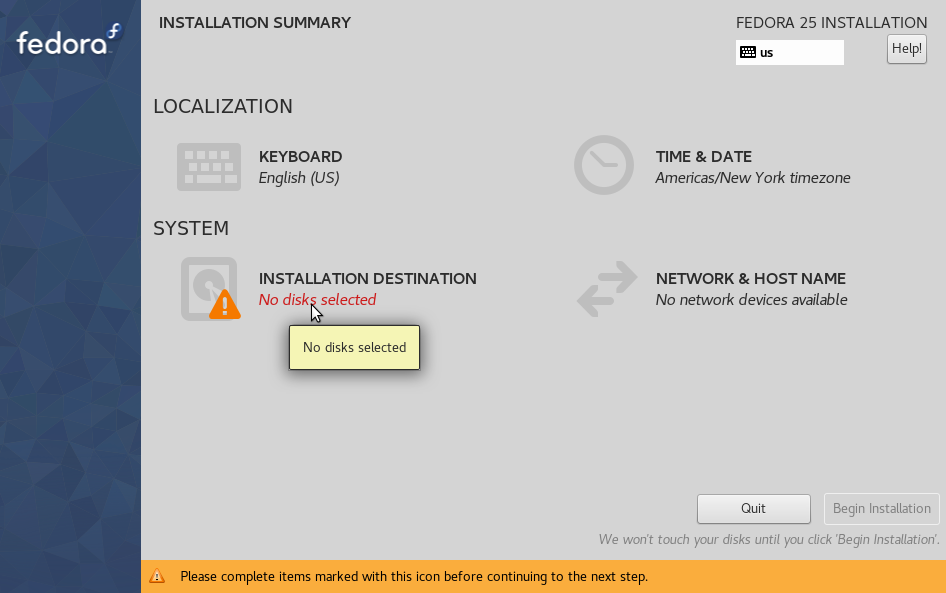 fedora
INSTALLATION SUMMARY
FEDORA 25 INSTALLATION
us
Help!
LOCALIZATION
KEYBOARD
English (US)
TIME & DATE
Americas/New York timezone
SYSTEM
INSTALLATION DESTINATION
No disks selected
NETWORK & HOST NAME
No network devices available
No disks selected
Quit
Begin Installation
We won't touch your disks until you click 'Begin Installation'.
Please complete items marked with this icon before continuing to the next step.